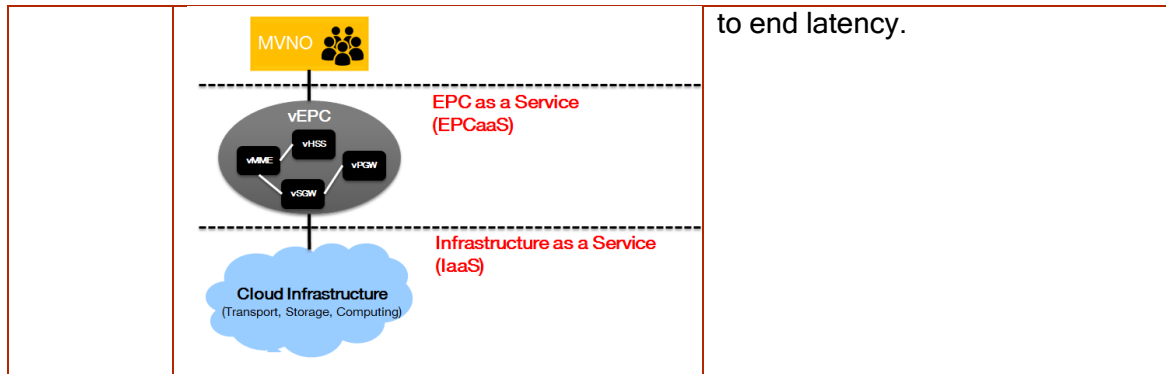 MVNO
EPC as a Service
(EPCaaS)
vEPC
vHSS
vMME
vPGW
vSGW
Infrastructure as a Service
(IaaS)
Cloud Infrastructure
(Transport, Storage, Computing)
to end latency.